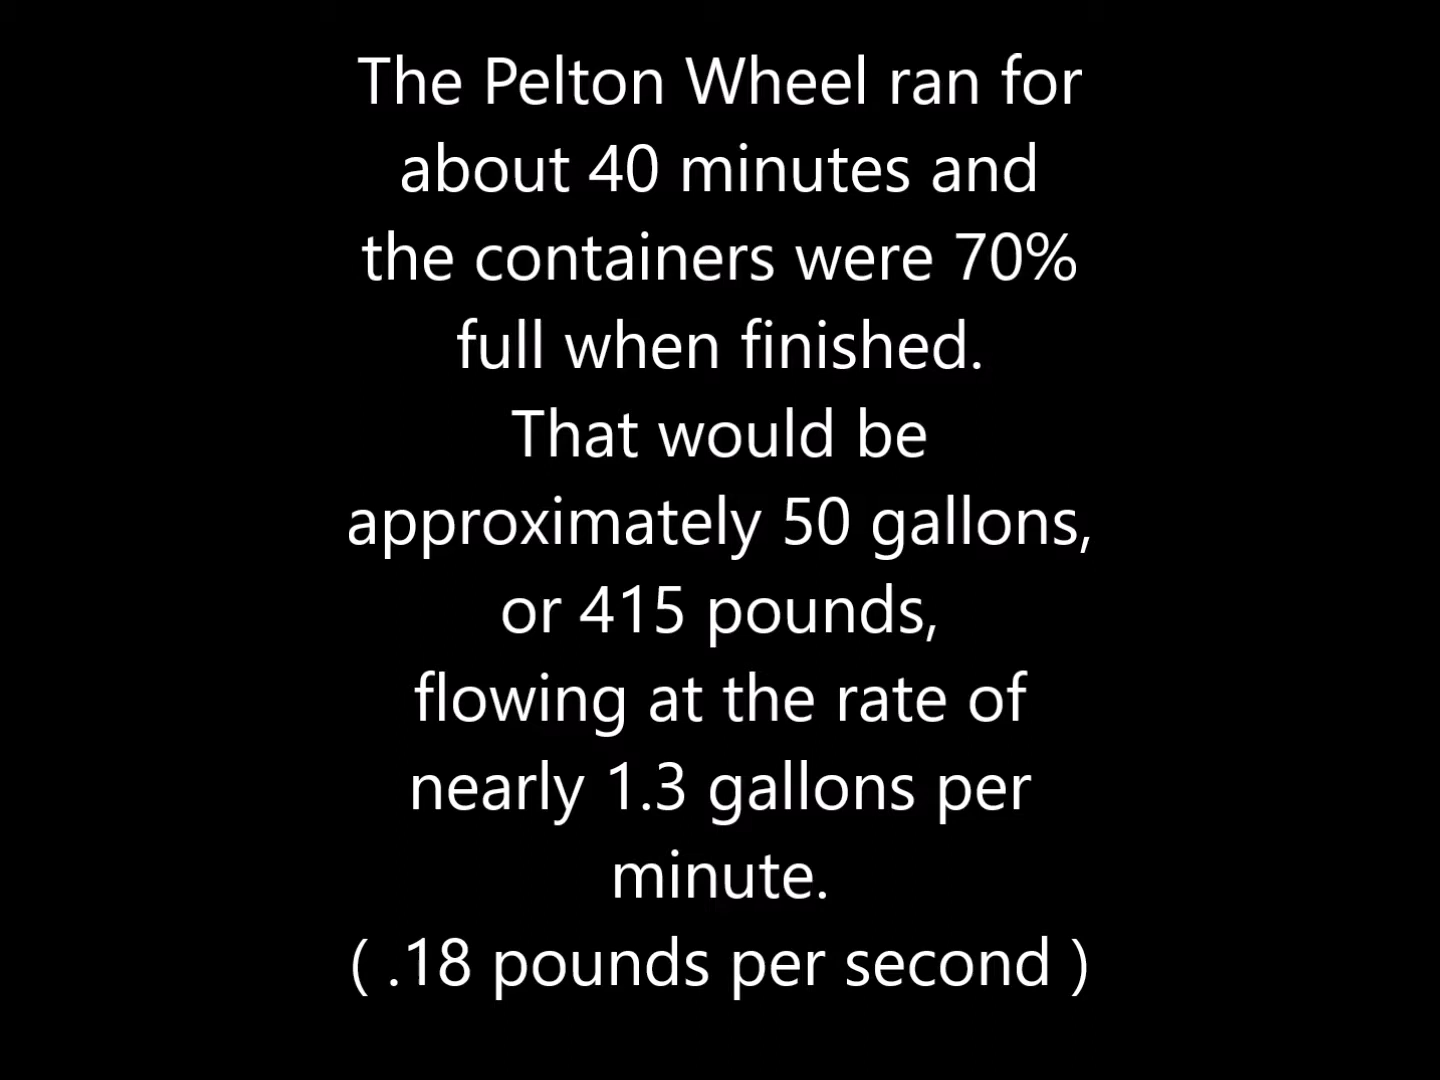 The Pelton Wheel ran for
about 40 minutes and
the containers were 70%
full when finished.
That would be
approximately 50 gallons,
or 415 pounds,
flowing at the rate of
nearly 1.3 gallons per
minute.
( .18 pounds per second )